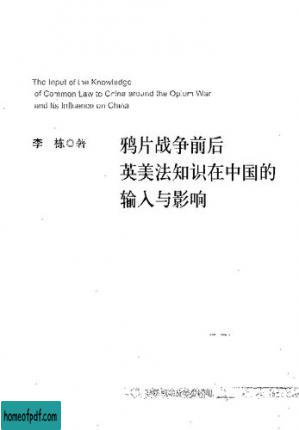 The Input of the Knowledge
of Common Law to China around the Opium War
and Its Influence on China
李 栋◎著
鸦片战争前后
英美法知识在中国的
输入与影响
homeofpdf.com